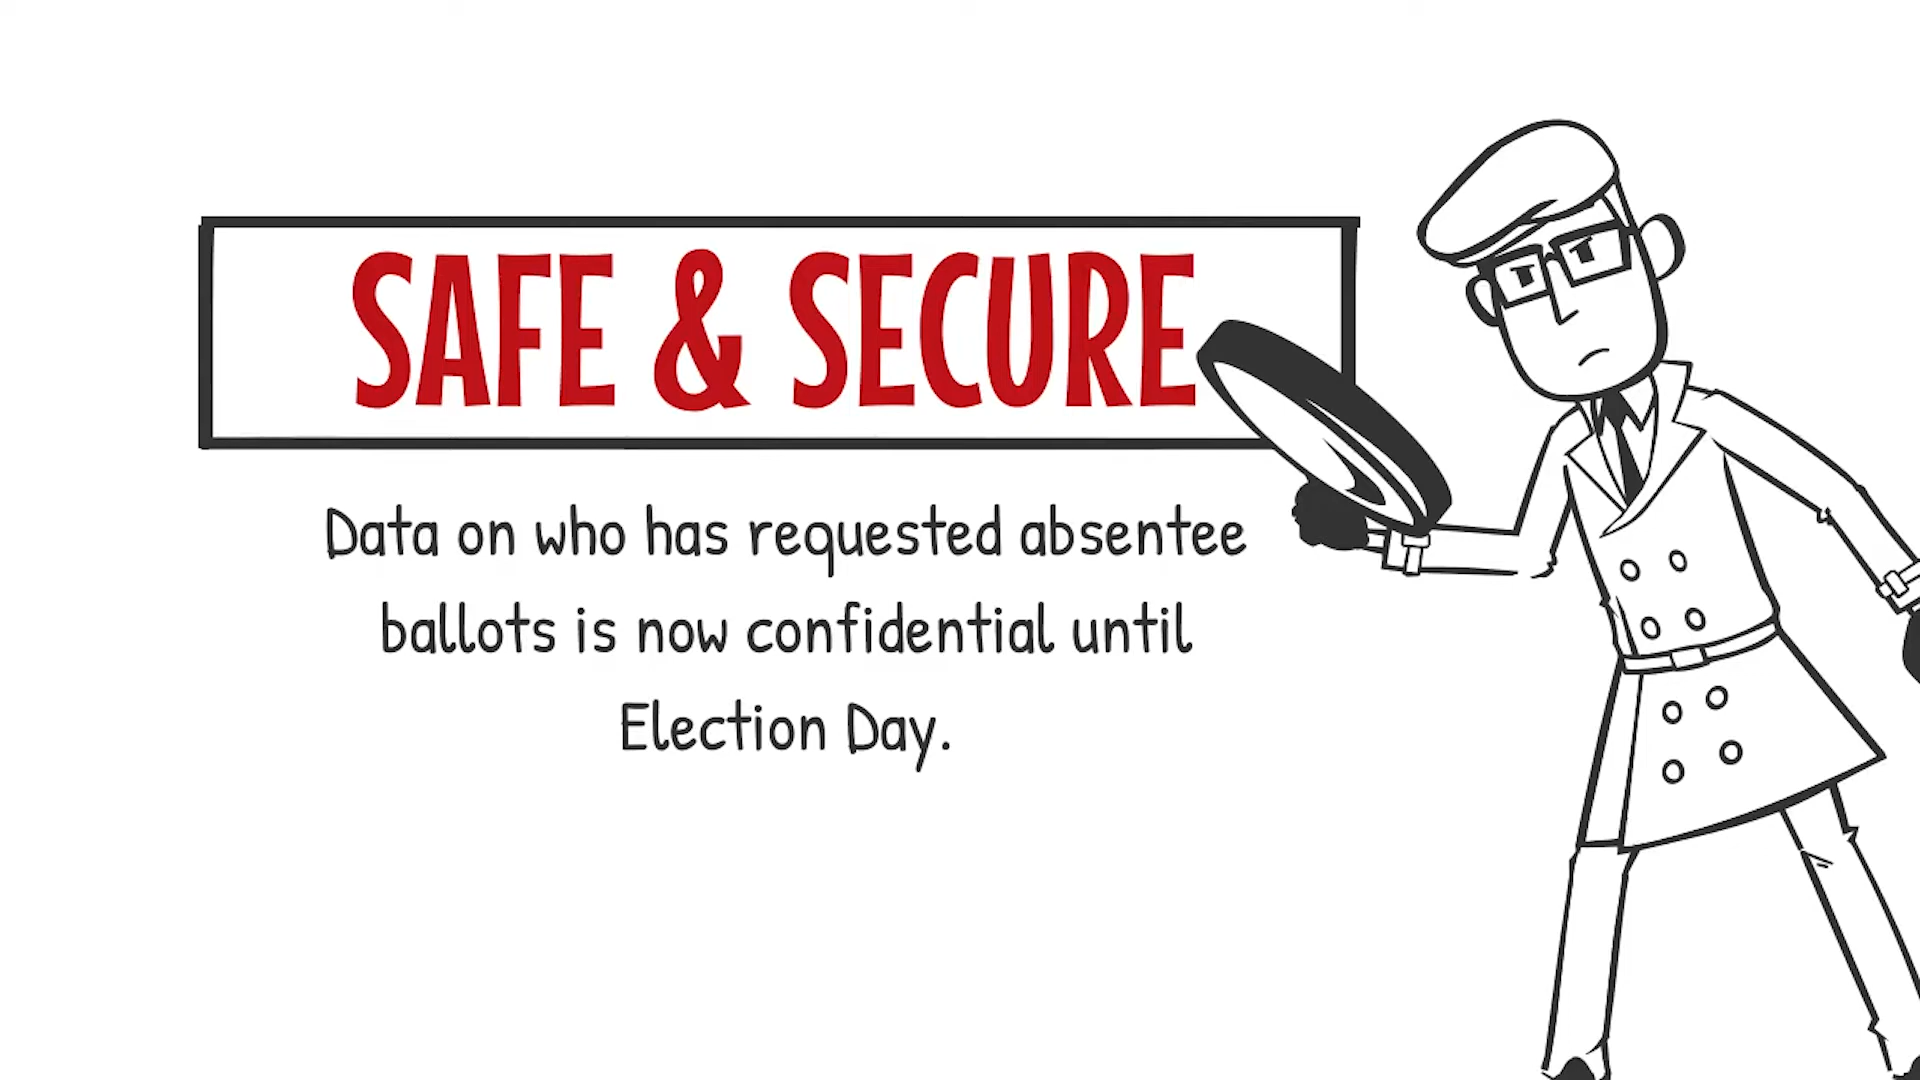 SAFE & SECURE
Data on who has requested absentee
ballots is now confidential until
Election Day.